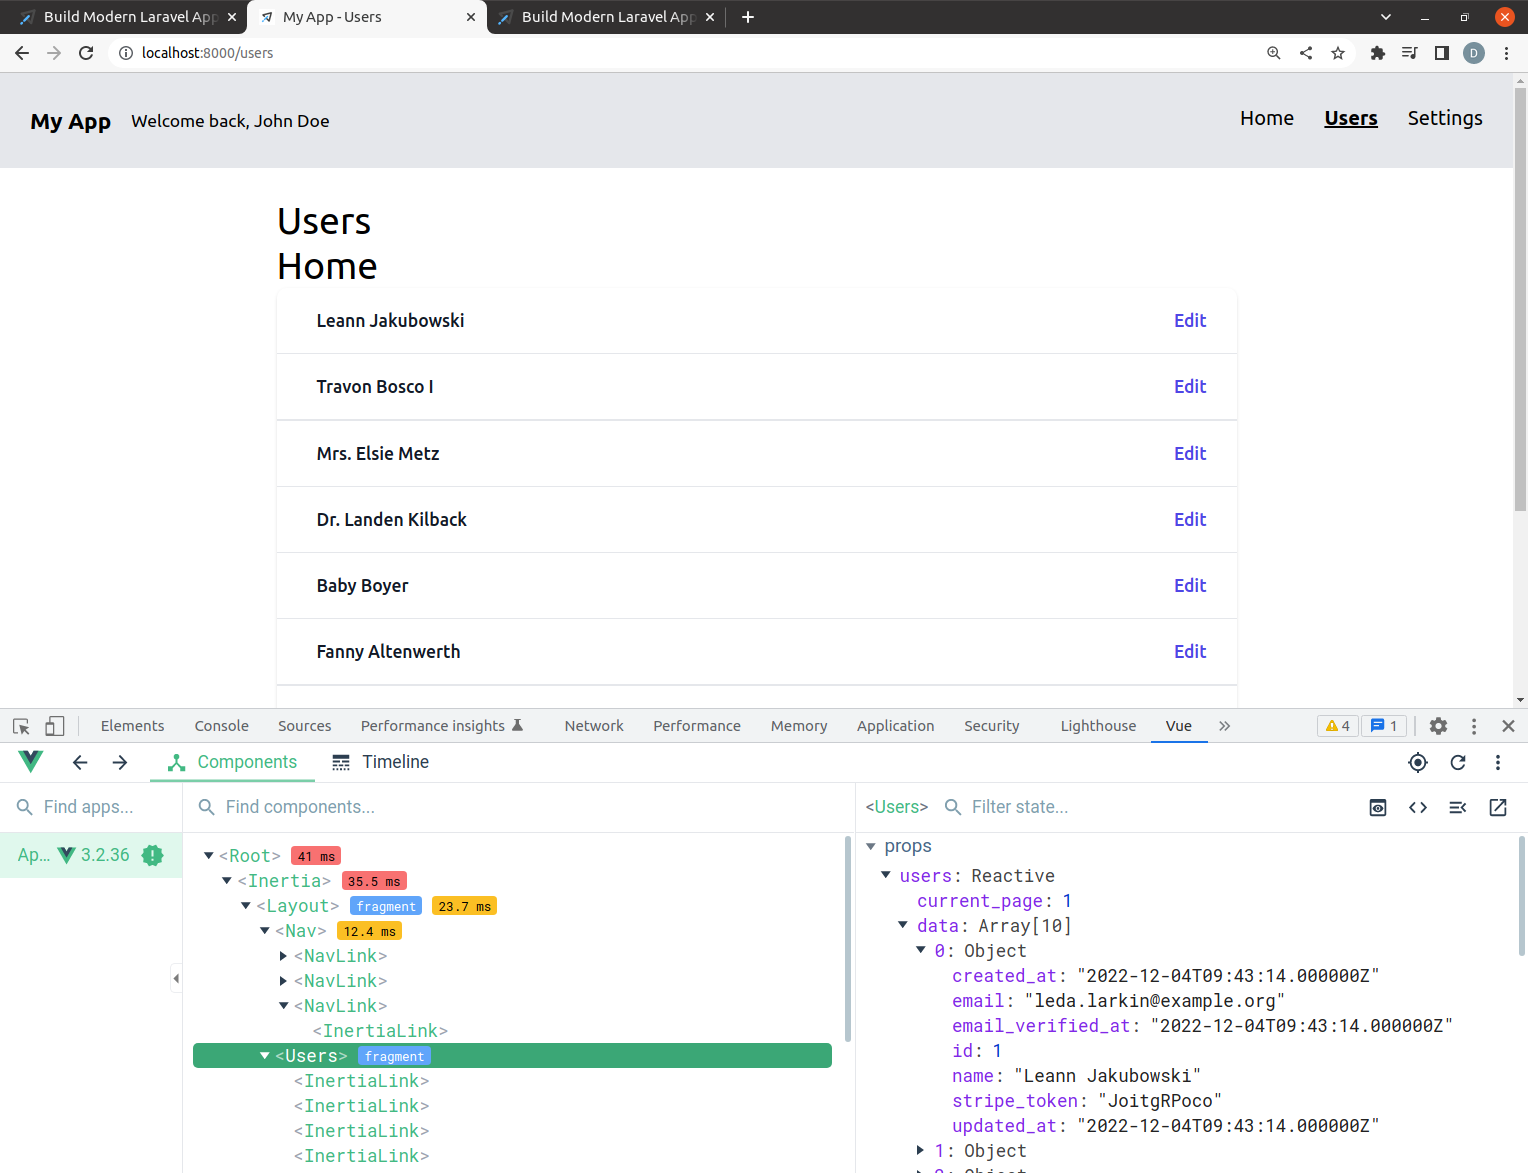 Build Modern Laravel App
My App - Users
Build Modern Laravel App
localhost:8000/users
D
My App
Welcome back, John Doe
Home
Users
Settings
Users
Home
Leann Jakubowski
Edit
Travon Bosco I
Edit
Mrs. Elsie Metz
Edit
Dr. Landen Kilback
Edit
Baby Boyer
Edit
Fanny Altenwerth
Edit
Elements
Console
Sources
Performance insights
Network
Performance
Memory
Application
Security
Lighthouse
Vue
4
1
Components
Timeline
Find apps...
Find components...
<Users>
Filter state...
Ap...
3.2.36
<Root> 41 ms
<Inertia> 35.5 ms
<Layout> fragment 23.7 ms
<Nav> 12.4 ms
<NavLink>
<NavLink>
<NavLink>
<InertiaLink>
<Users> fragment
<InertiaLink>
<InertiaLink>
<InertiaLink>
<InertiaLink>
props
users: Reactive
current_page: 1
data: Array[10]
0: Object
created_at: "2022-12-04T09:43:14.000000Z"
email: "leda.larkin@example.org"
email_verified_at: "2022-12-04T09:43:14.000000Z"
id: 1
name: "Leann Jakubowski"
stripe_token: "JoitgRPoco"
updated_at: "2022-12-04T09:43:14.000000Z"
1: Object